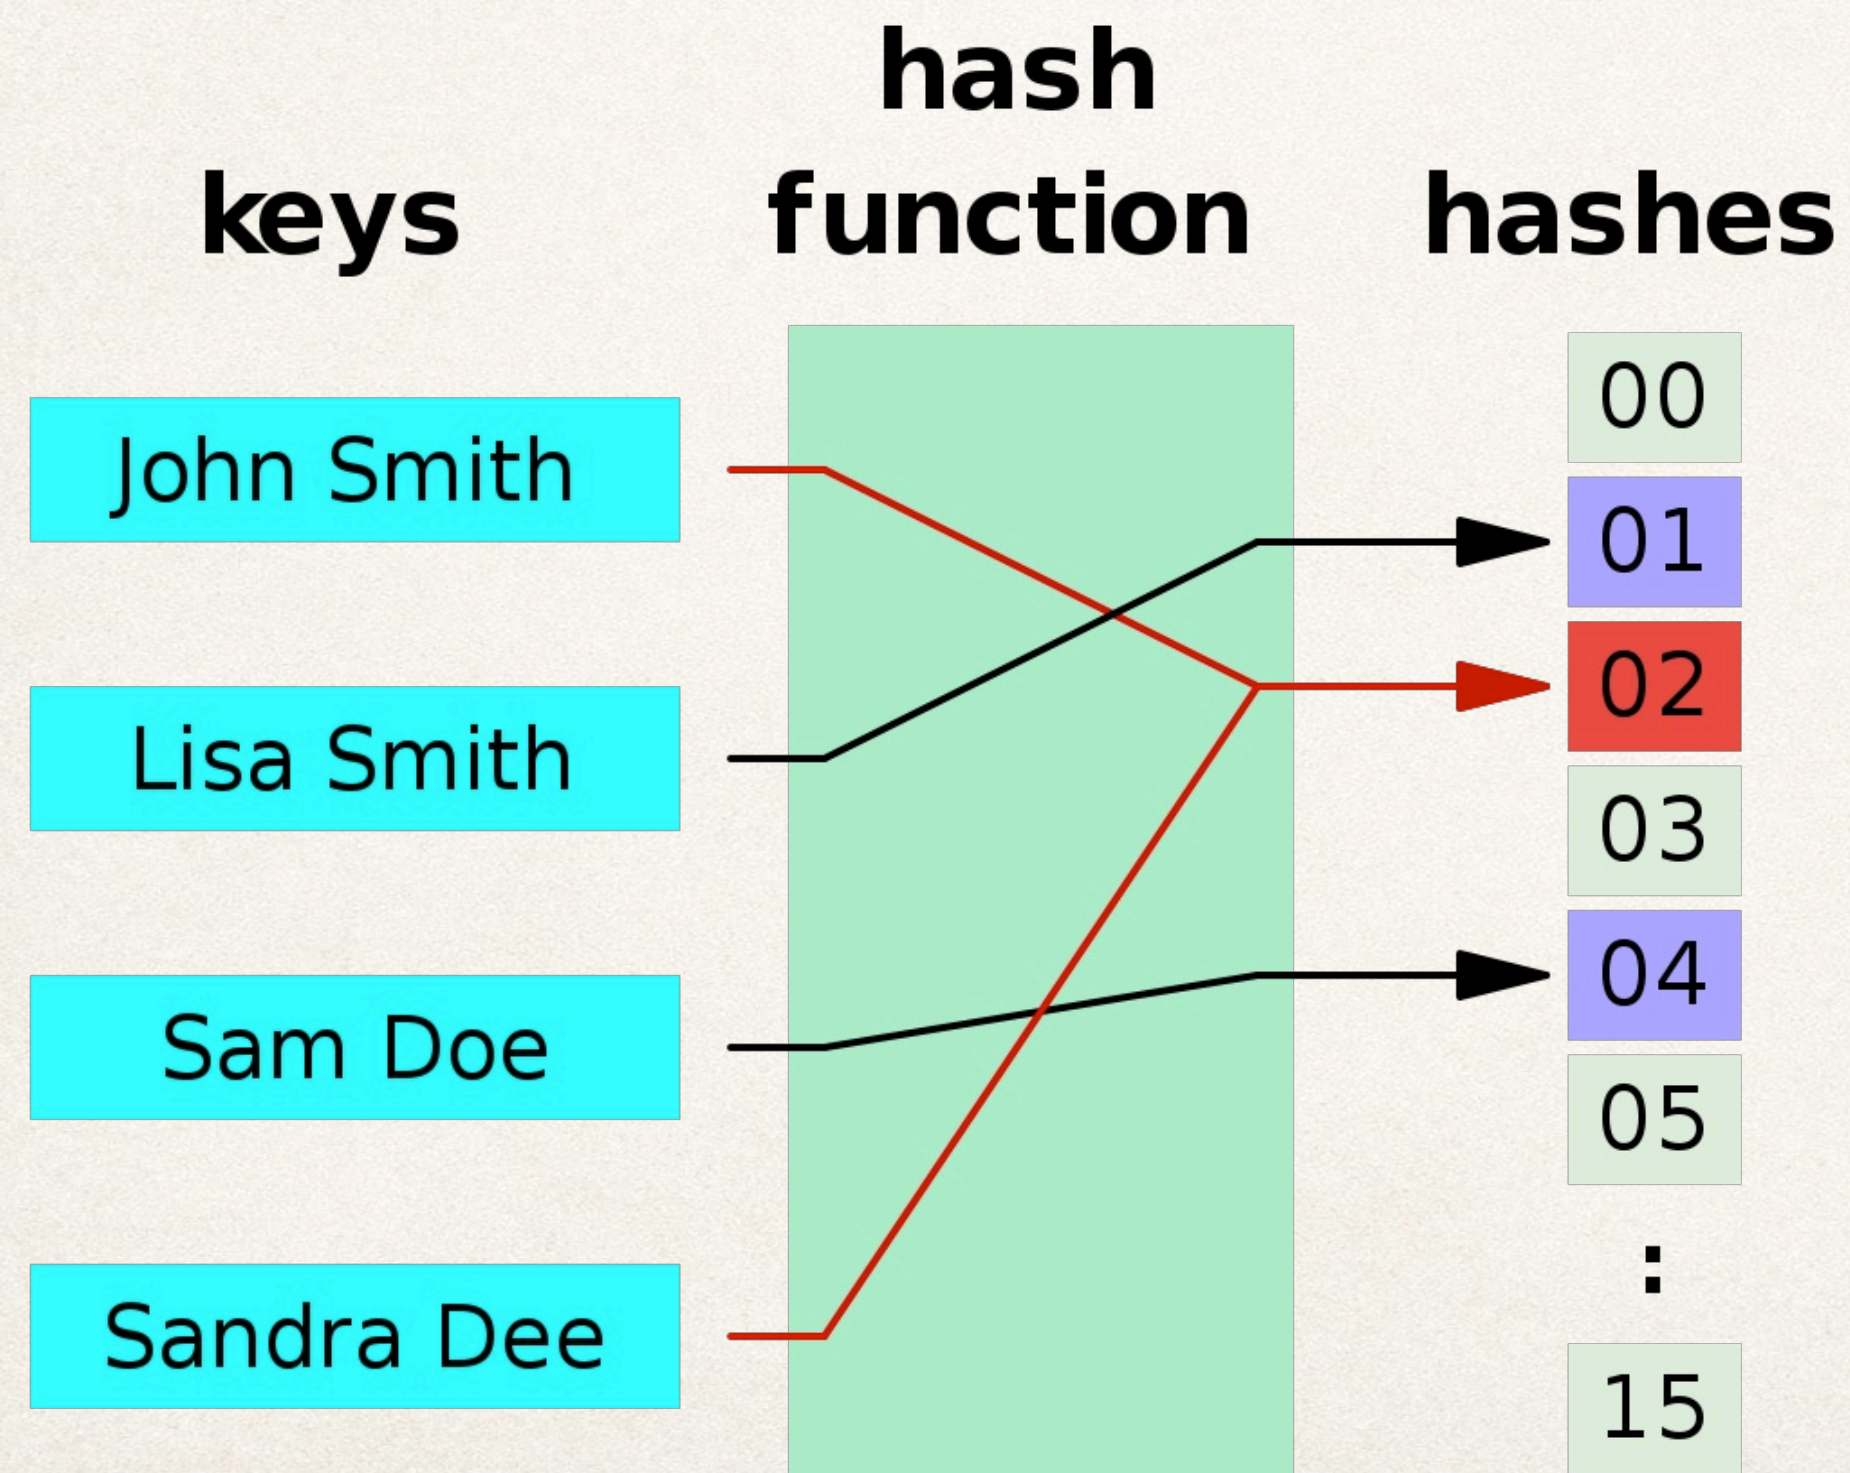 keys
hash
function
hashes
John Smith
Lisa Smith
Sam Doe
Sandra Dee
00
01
02
03
04
05
:
15